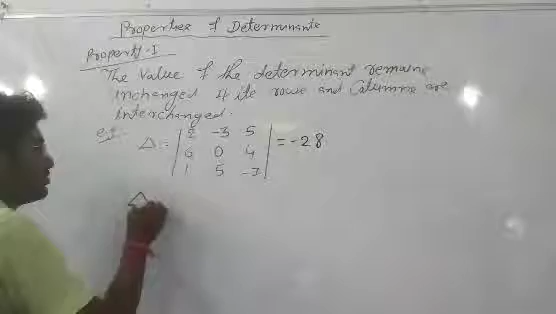 Properties of Determinants
Property-I
The Value of the determinant remains
unchanged if its rows and Columns are
interchanged.
eg. Δ = | 2 -3 5 |
| 6 0 4 | = -28
| 1 5 -7 |
Δ